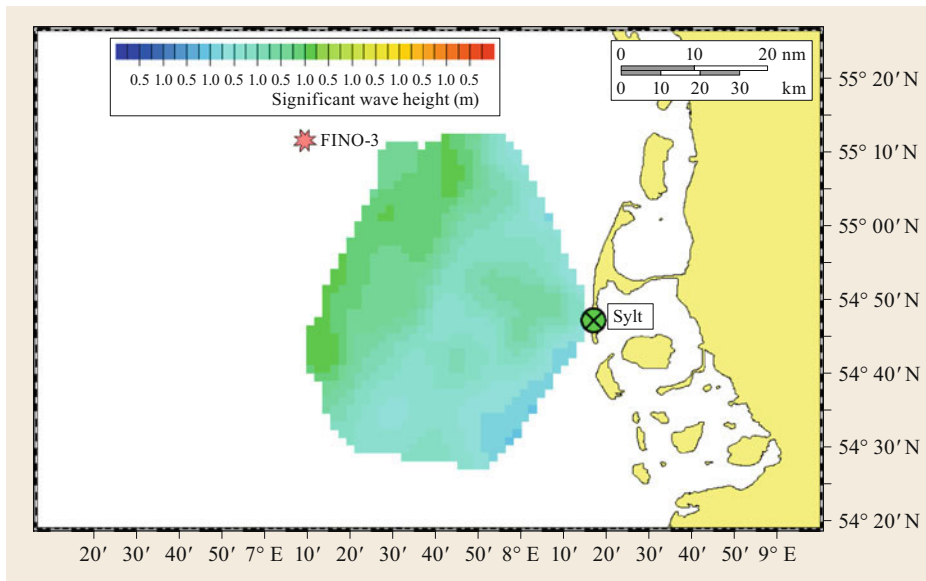 0.5 1.0 0.5 1.0 0.5 1.0 0.5 1.0 0.5 1.0 0.5 1.0 0.5 1.0 0.5
Significant wave height (m)
0 10 20 nm
0 10 20 30 km
FINO-3
Sylt
55° 20′ N
55° 10′ N
55° 00′ N
54° 50′ N
54° 40′ N
54° 30′ N
54° 20′ N
20′ 30′ 40′ 50′ 7° E 10′ 20′ 30′ 40′ 50′ 8° E 10′ 20′ 30′ 40′ 50′ 9° E